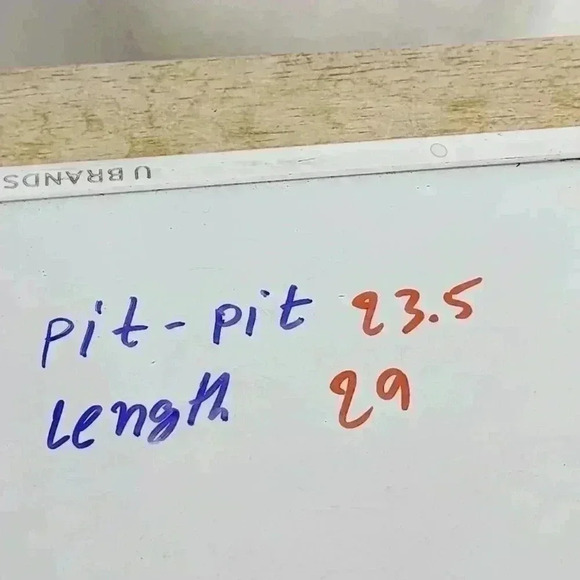 U BRANDS
pit - pit 23.5
Length 29